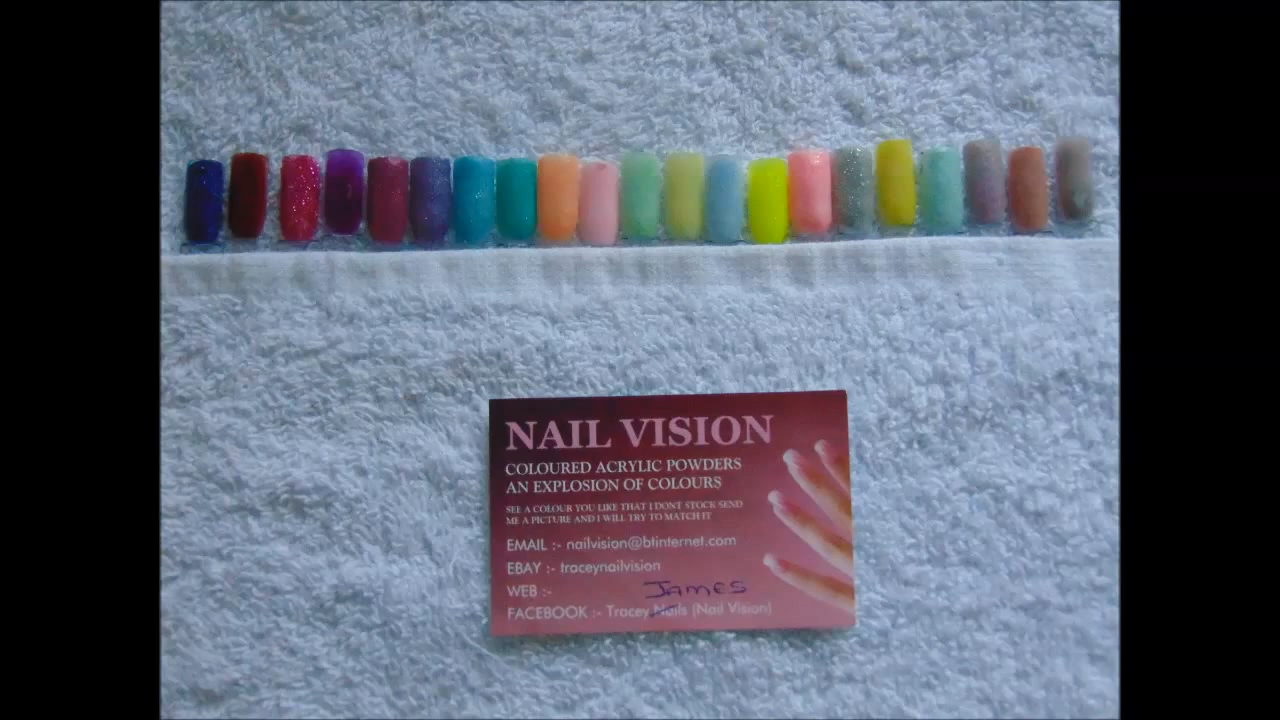 NAIL VISION
COLOURED ACRYLIC POWDERS
AN EXPLOSION OF COLOURS
SEE A COLOUR YOU LIKE THAT I DONT STOCK SEND
ME A PICTURE AND I WILL TRY TO MATCH IT
EMAIL :- nailvision@btinternet.com
EBAY :- traceynailvision
WEB :-
JAMES
FACEBOOK :- Tracey Nails (Nail Vision)